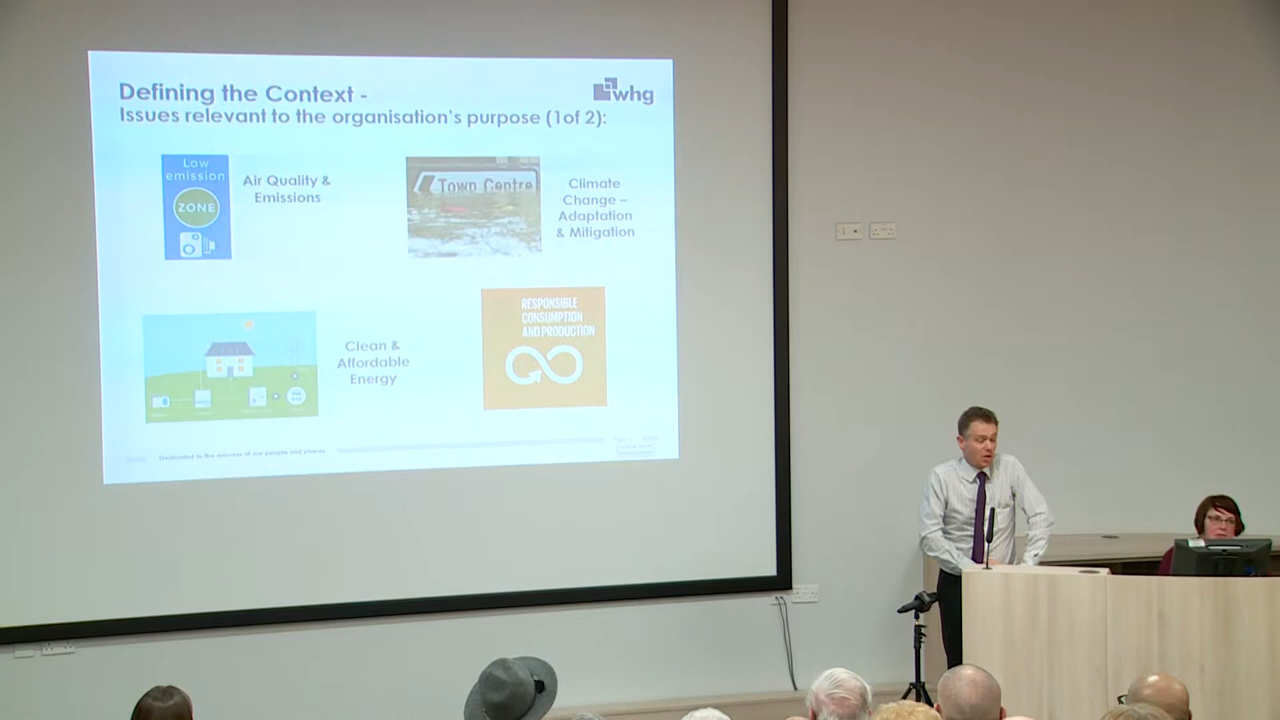 Defining the Context -
whg
Issues relevant to the organisation's purpose (1of 2):
Low
emission
ZONE
Air Quality &
Emissions
Town Centre
Climate
Change –
Adaptation
& Mitigation
Clean &
Affordable
Energy
RESPONSIBLE
CONSUMPTION
AND PRODUCTION
Dedicated to the success of our people and places